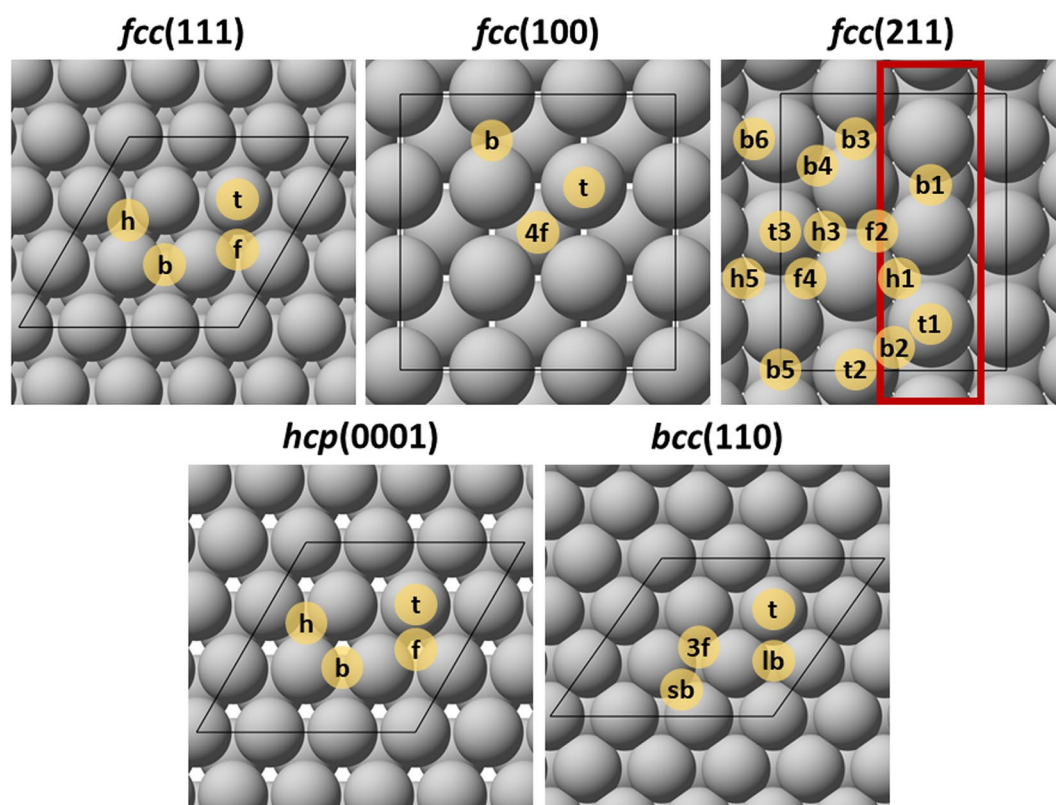 fcc(111)
fcc(100)
fcc(211)
h
t
b
f
b
t
4f
b6
b3
b4
b1
t3
h3
f2
h5
f4
h1
t1
b2
b5
t2
hcp(0001)
bcc(110)
h
t
b
f
t
3f
lb
sb